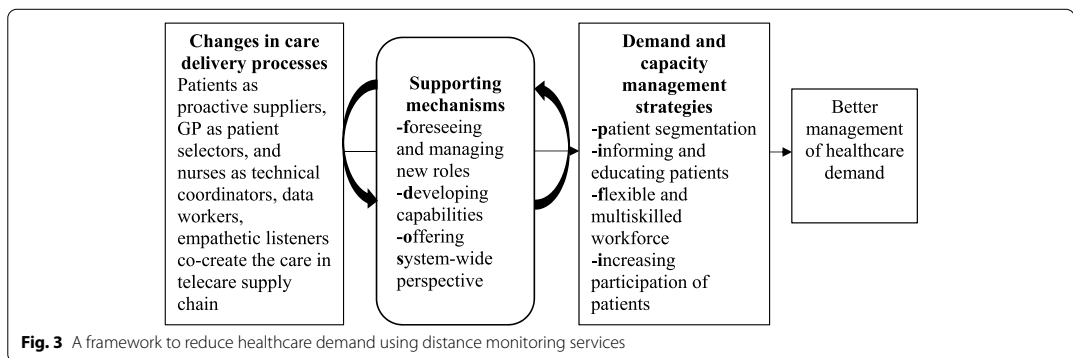 Changes in care
delivery processes
Patients as
proactive suppliers,
GP as patient
selectors, and
nurses as technical
coordinators, data
workers,
empathetic listeners
co-create the care in
telecare supply
chain
Supporting
mechanisms
-foreseeing
and managing
new roles
-developing
capabilities
-offering
system-wide
perspective
Demand and
capacity
management
strategies
-patient segmentation
-informing and
educating patients
-flexible and
multiskilled
workforce
-increasing
participation of
patients
Better
management
of healthcare
demand
Fig. 3 A framework to reduce healthcare demand using distance monitoring services